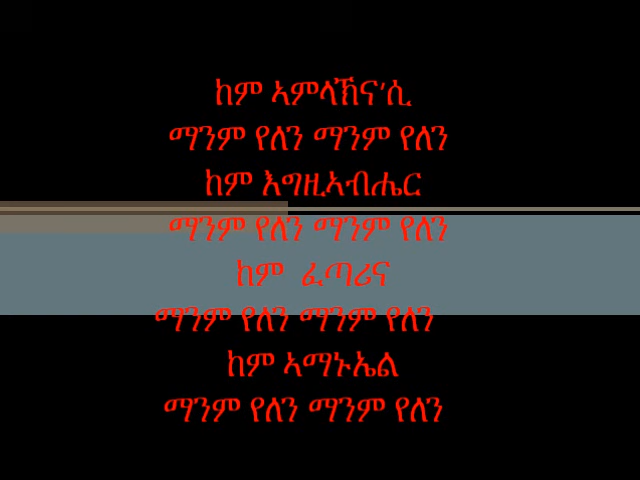 ከም ኣምላኽና’ሲ
ማንም የለን ማንም የለን
ከም እግዚኣብሔር
ማንም የለን ማንም የለን
ከም ፈጣሪና
ማንም የለን ማንም የለን
ከም ኣማኑኤል
ማንም የለን ማንም የለን